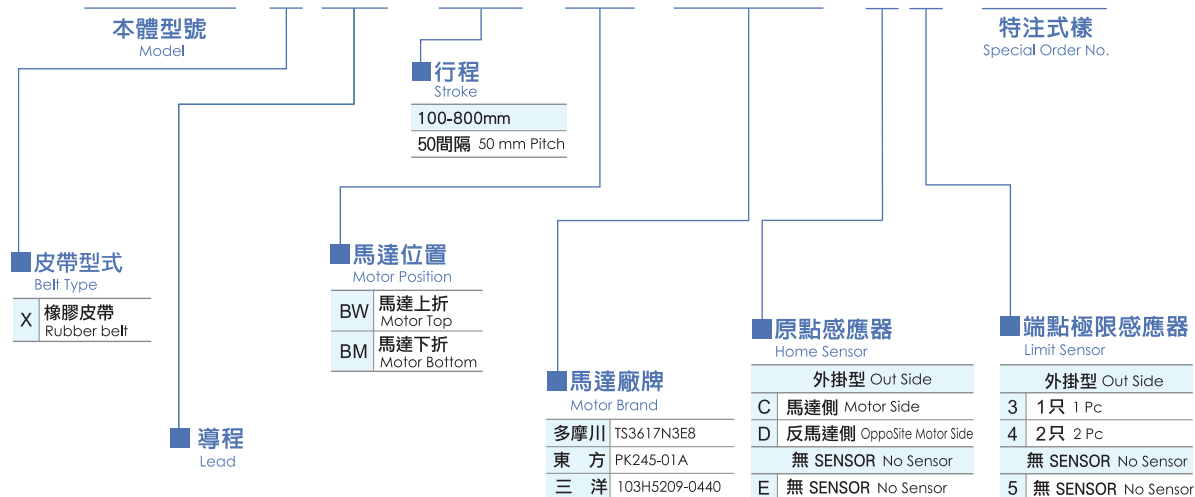 本體型號
Model
特注式樣
Special Order No.
行程
Stroke
100-800mm
50間隔 50 mm Pitch
皮帶型式
Belt Type
X 橡膠皮帶
Rubber belt
馬達位置
Motor Position
BW 馬達上折
Motor Top
BM 馬達下折
Motor Bottom
導程
Lead
馬達廠牌
Motor Brand
多摩川 TS3617N3E8
東 方 PK245-01A
三 洋 103H5209-0440
原點感應器
Home Sensor
外掛型 Out Side
C 馬達側 Motor Side
D 反馬達側 OppoSite Motor Side
無 SENSOR No Sensor
E 無 SENSOR No Sensor
端點極限感應器
Limit Sensor
外掛型 Out Side
3 1只 1 Pc
4 2只 2 Pc
無 SENSOR No Sensor
5 無 SENSOR No Sensor